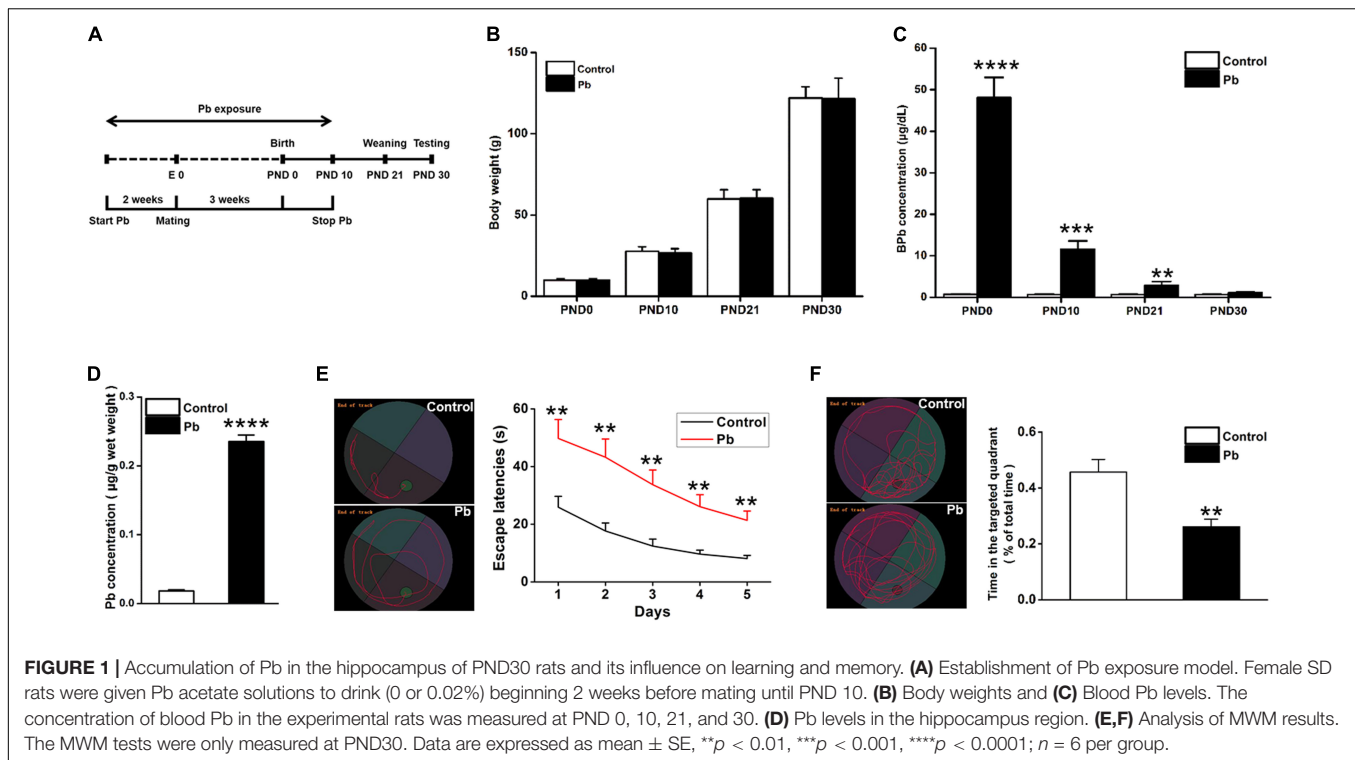 A
Pb exposure
Birth
Weaning
Testing
E 0
PND 0
PND 10
PND 21
PND 30
2 weeks
3 weeks
Start Pb
Mating
Stop Pb
B
Body weight (g)
150
100
50
0
Control
Pb
PND0
PND10
PND21
PND30
C
BPb concentration (µg/dL)
60
50
40
30
20
10
0
****
***
**
Control
Pb
PND0
PND10
PND21
PND30
D
Pb concentration ( µg/g wet weight )
0.3
0.2
0.1
0.0
Control
Pb
****
E
End of track
Control
End of track
Pb
Escape latencies (s)
60
40
20
0
**
**
**
**
**
Control
Pb
1
2
3
4
5
Days
F
End of track
Control
End of track
Pb
Time in the targeted quadrant
( % of total time )
0.6
0.4
0.2
0.0
Control
Pb
**
FIGURE 1 | Accumulation of Pb in the hippocampus of PND30 rats and its influence on learning and memory. (A) Establishment of Pb exposure model. Female SD
rats were given Pb acetate solutions to drink (0 or 0.02%) beginning 2 weeks before mating until PND 10. (B) Body weights and (C) Blood Pb levels. The
concentration of blood Pb in the experimental rats was measured at PND 0, 10, 21, and 30. (D) Pb levels in the hippocampus region. (E,F) Analysis of MWM results.
The MWM tests were only measured at PND30. Data are expressed as mean ± SE, **p < 0.01, ***p < 0.001, ****p < 0.0001; n = 6 per group.